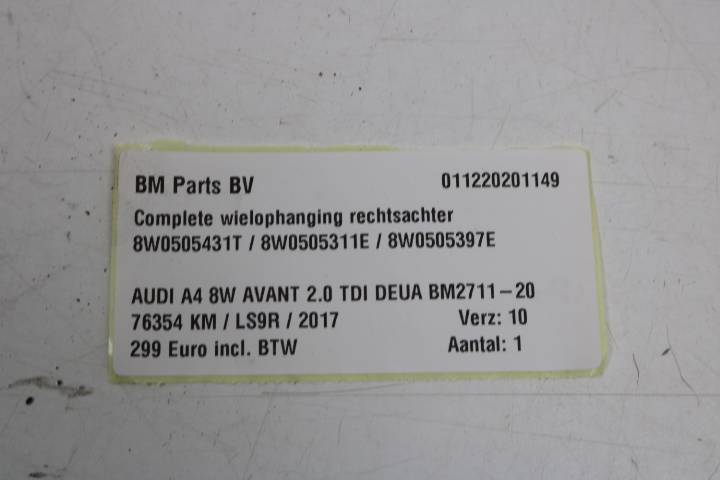 BM Parts BV 011220201149
Complete wielophanging rechtsachter
8W0505431T / 8W0505311E / 8W0505397E
AUDI A4 8W AVANT 2.0 TDI DEUA BM2711-20
76354 KM / LS9R / 2017 Verz: 10
299 Euro incl. BTW Aantal: 1